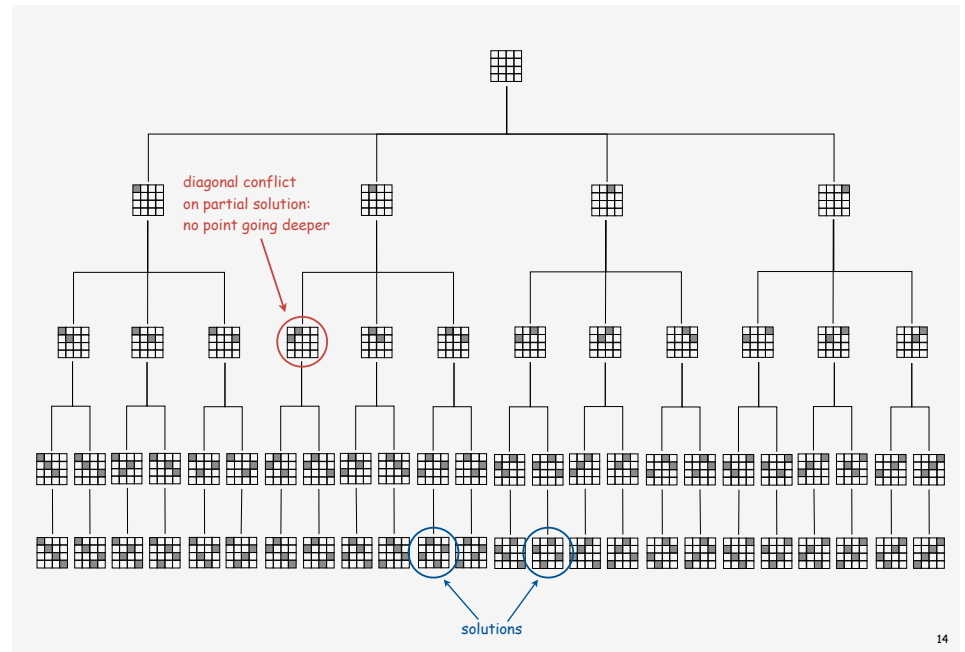 diagonal conflict
on partial solution:
no point going deeper
solutions
14